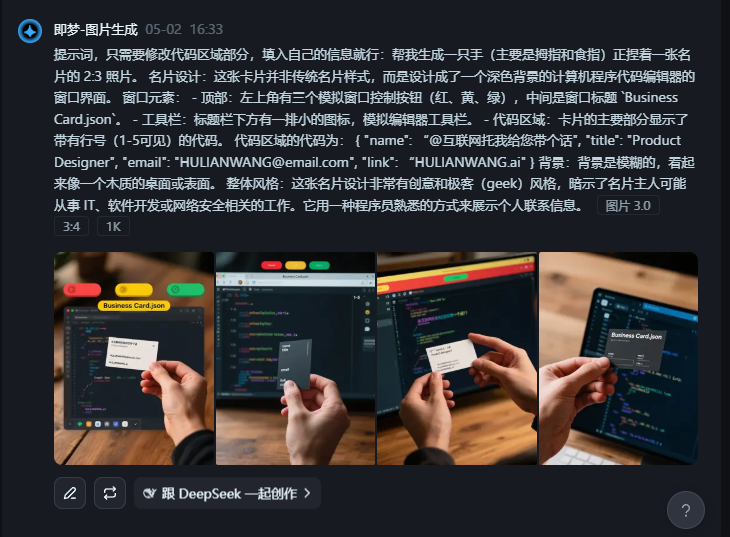 即梦-图片生成 05-02 16:33
提示词，只需要修改代码区域部分，填入自己的信息就行：帮我生成一只手（主要是拇指和食指）正捏着一张名
片的 2:3 照片。 名片设计：这张卡片并非传统名片样式，而是设计成了一个深色背景的计算机程序代码编辑器的
窗口界面。 窗口元素： - 顶部：左上角有三个模拟窗口控制按钮（红、黄、绿），中间是窗口标题 `Business
Card.json`。 - 工具栏：标题栏下方有一排小的图标，模拟编辑器工具栏。 - 代码区域：卡片的主要部分显示了
带有行号（1-5可见）的代码。 代码区域的代码为： { "name": “@互联网托我给您带个话", "title": "Product
Designer", "email": "HULIANWANG@email.com", "link": “HULIANWANG.ai" } 背景：背景是模糊的，看起
来像一个木质的桌面或表面。 整体风格：这张名片设计非常有创意和极客（geek）风格，暗示了名片主人可能
从事 IT、软件开发或网络安全相关的工作。它用一种程序员熟悉的方式来展示个人联系信息。 图片 3.0
3:4 1K
Business Card.json
Business Card.json
Business Card.json
跟 DeepSeek 一起创作
?